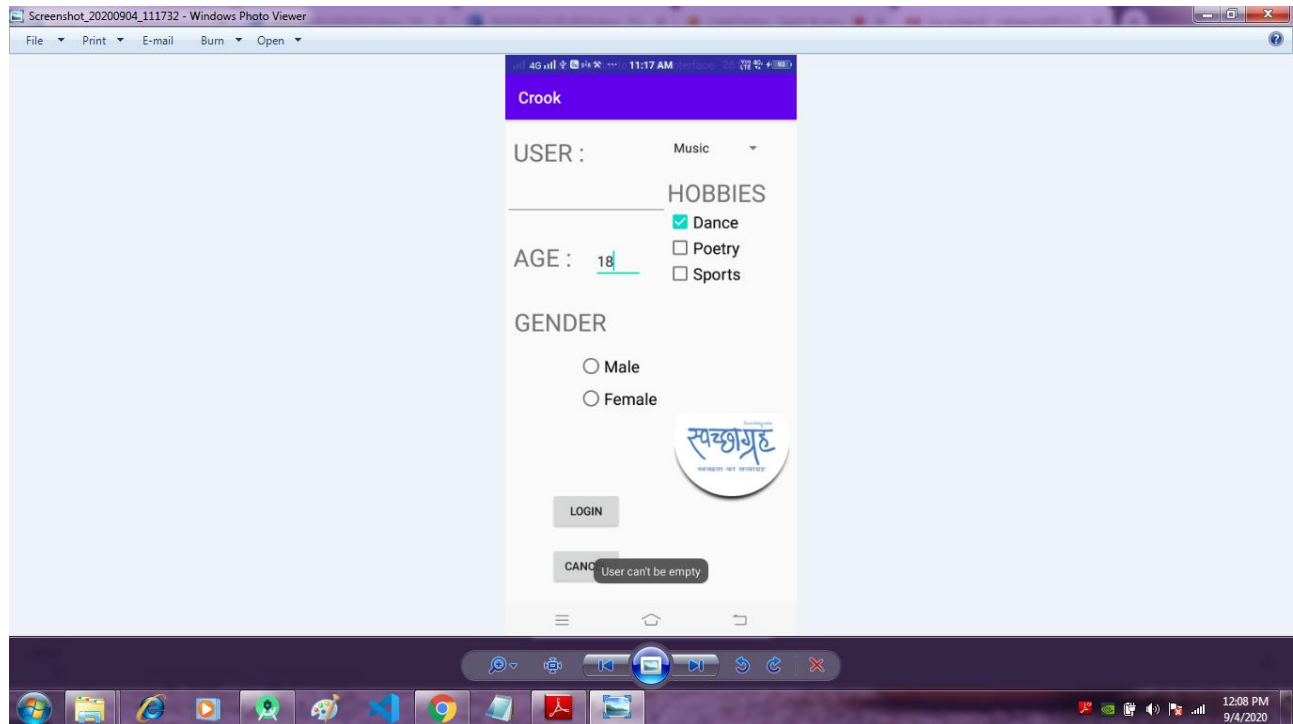 Screenshot_20200904_111732 - Windows Photo Viewer
File Print E-mail Burn Open
4G 11:17 AM
Crook
USER :
Music
HOBBIES
Dance
AGE : 18
Poetry
Sports
GENDER
Male
Female
स्वच्छाग्रह
LOGIN
User can't be empty
12:08 PM
9/4/2020